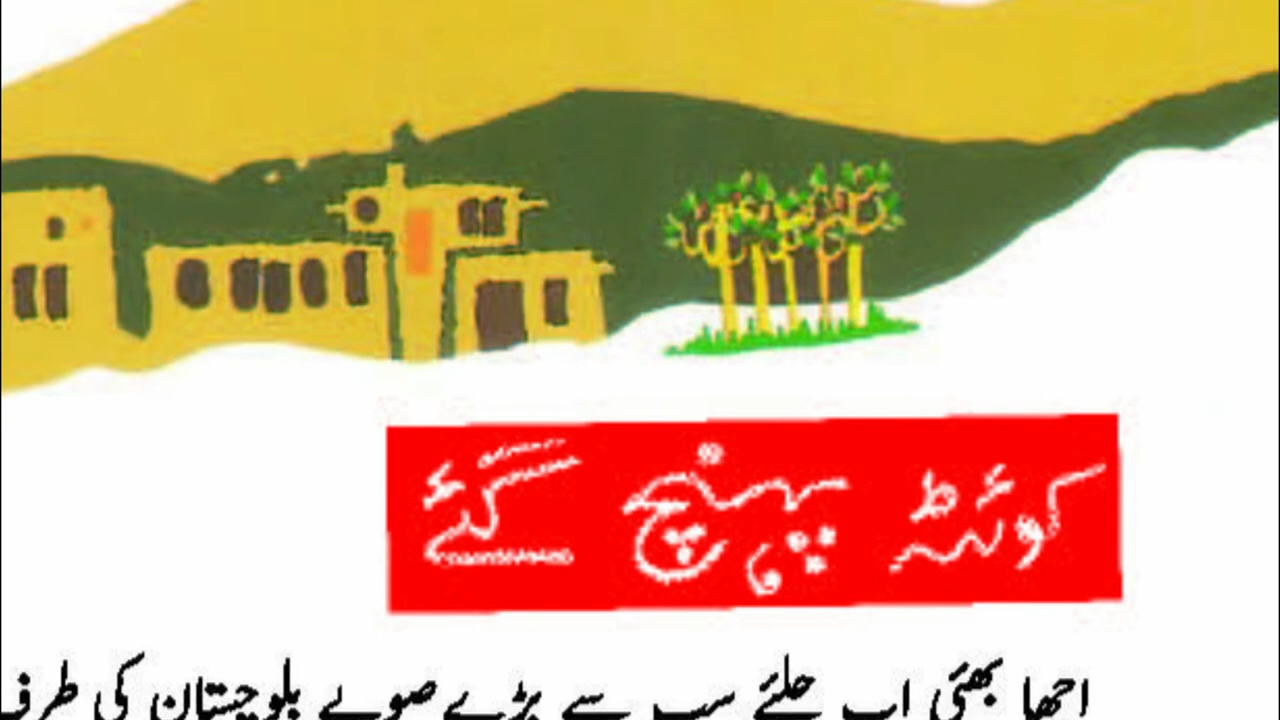 کوئٹہ پہنچ گئے
اچھا بھئی اب چلئے سب سے بڑے صوبے بلوچستان کی طرف